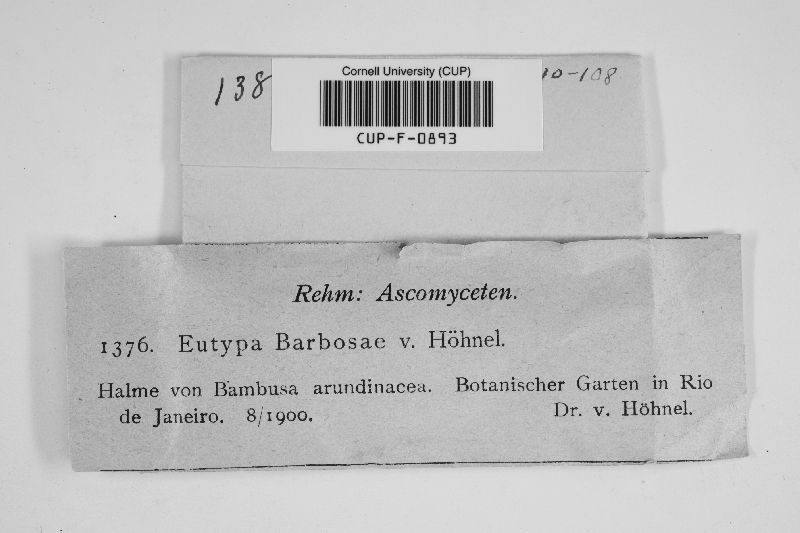 Cornell University (CUP)
138
CUP-F-0893
10-108
Rehm: Ascomyceten.
1376. Eutypa Barbosae v. Höhnel.
Halme von Bambusa arundinacea. Botanischer Garten in Rio
de Janeiro. 8/1900. Dr. v. Höhnel.